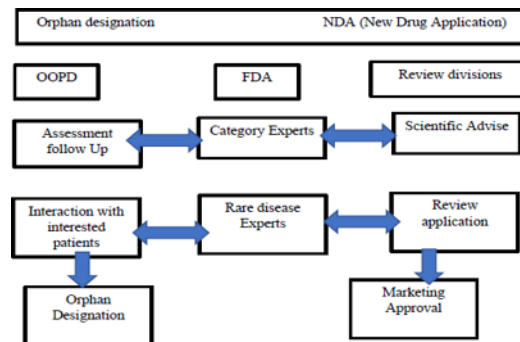 Orphan designation NDA (New Drug Application)
OOPD FDA Review divisions
Assessment
follow Up
Category Experts
Scientific Advise
Interaction with
interested
patients
Rare disease
Experts
Review
application
Orphan
Designation
Marketing
Approval